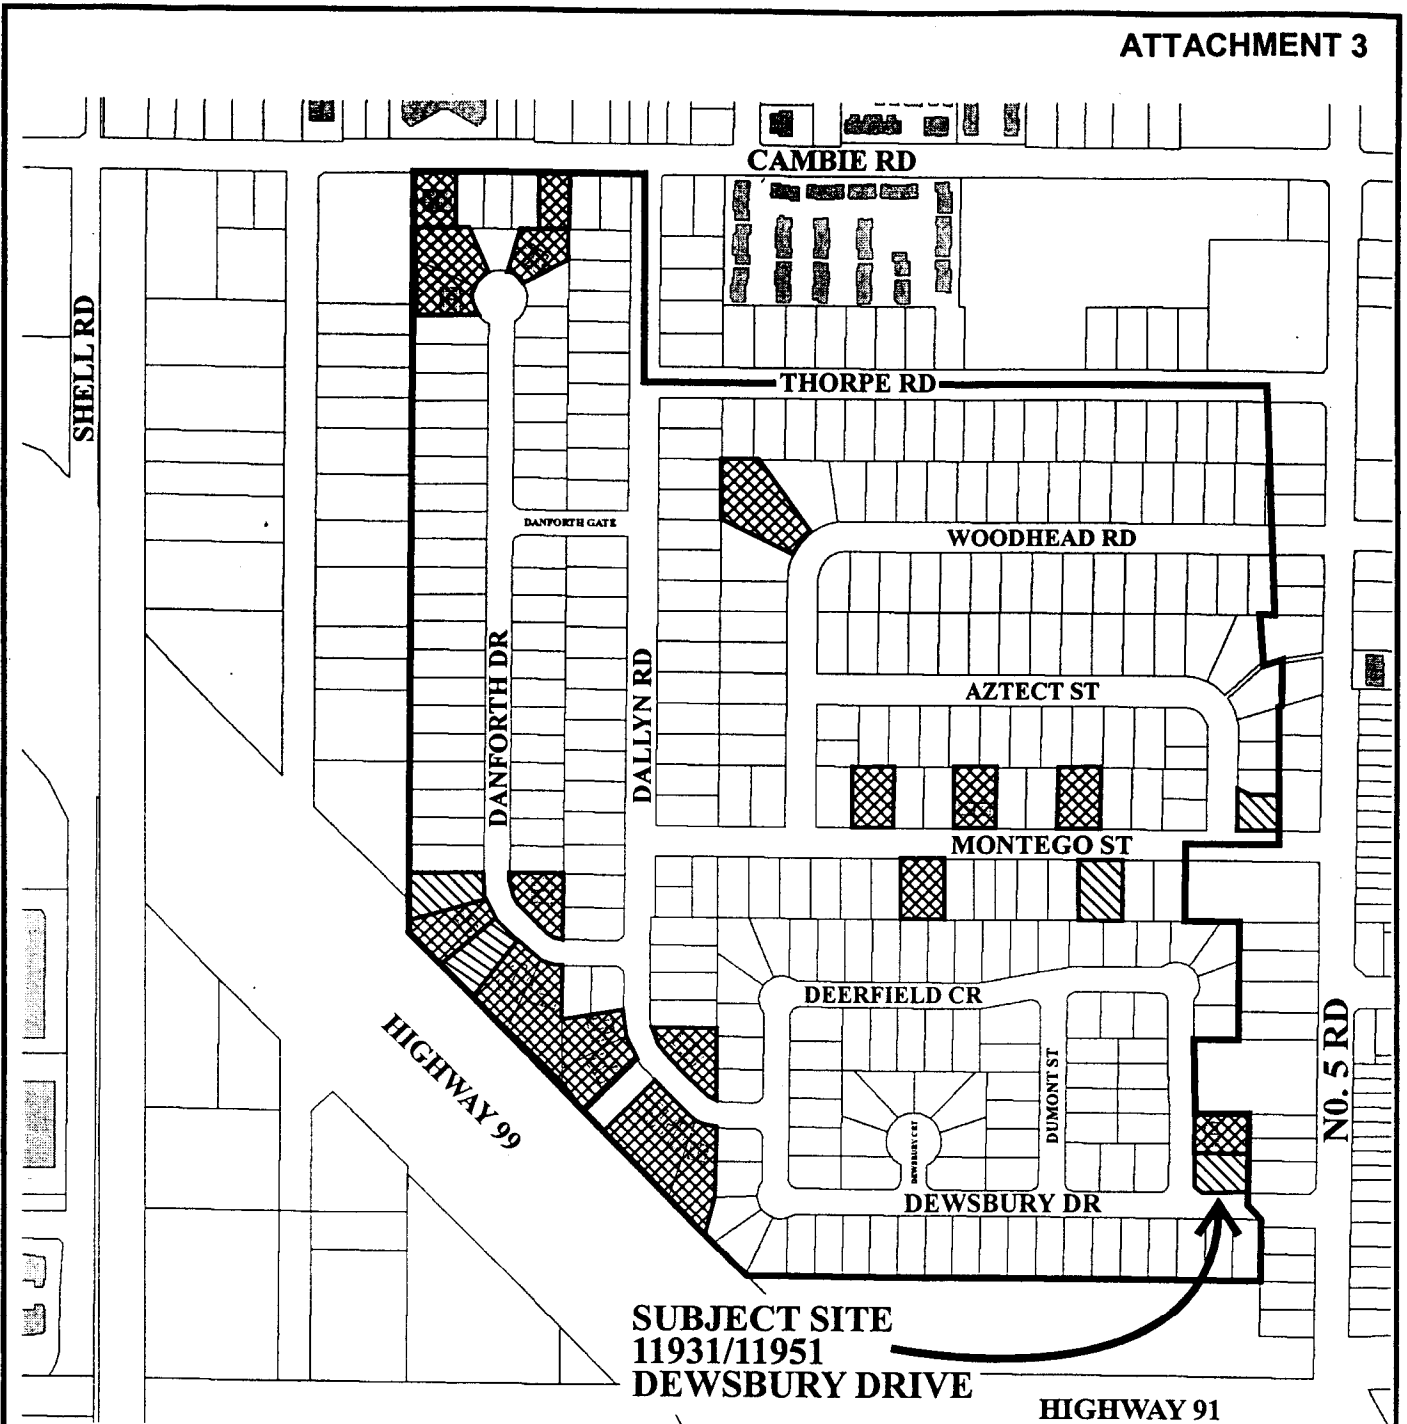 ATTACHMENT 3
CAMBIE RD
SHELL RD
THORPE RD
DANFORTH GATE
WOODHEAD RD
DANFORTH DR
DALLYN RD
AZTECT ST
MONTEGO ST
DEERFIELD CR
HIGHWAY 99
DUMONT ST
DEWSBURY CRT
N0. 5 RD
DEWSBURY DR
SUBJECT SITE
11931/11951
DEWSBURY DRIVE
HIGHWAY 91